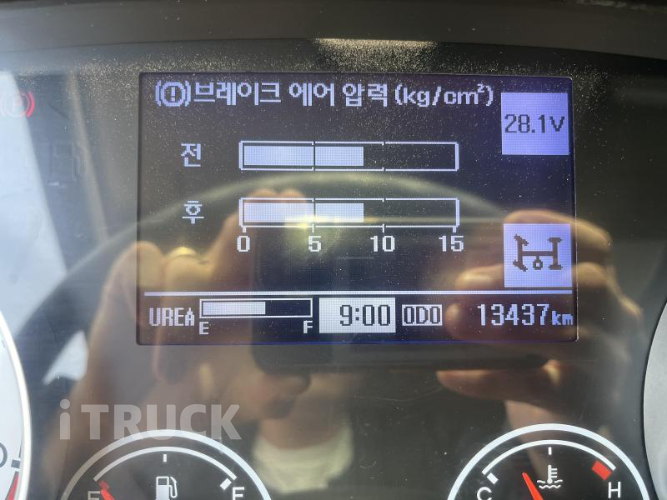 (!)브레이크 에어 압력 (kg/cm²)
28.1V
전
후
0 5 10 15
UREA E F 9:00 ODO 13437km
iTRUCK
E F
C H